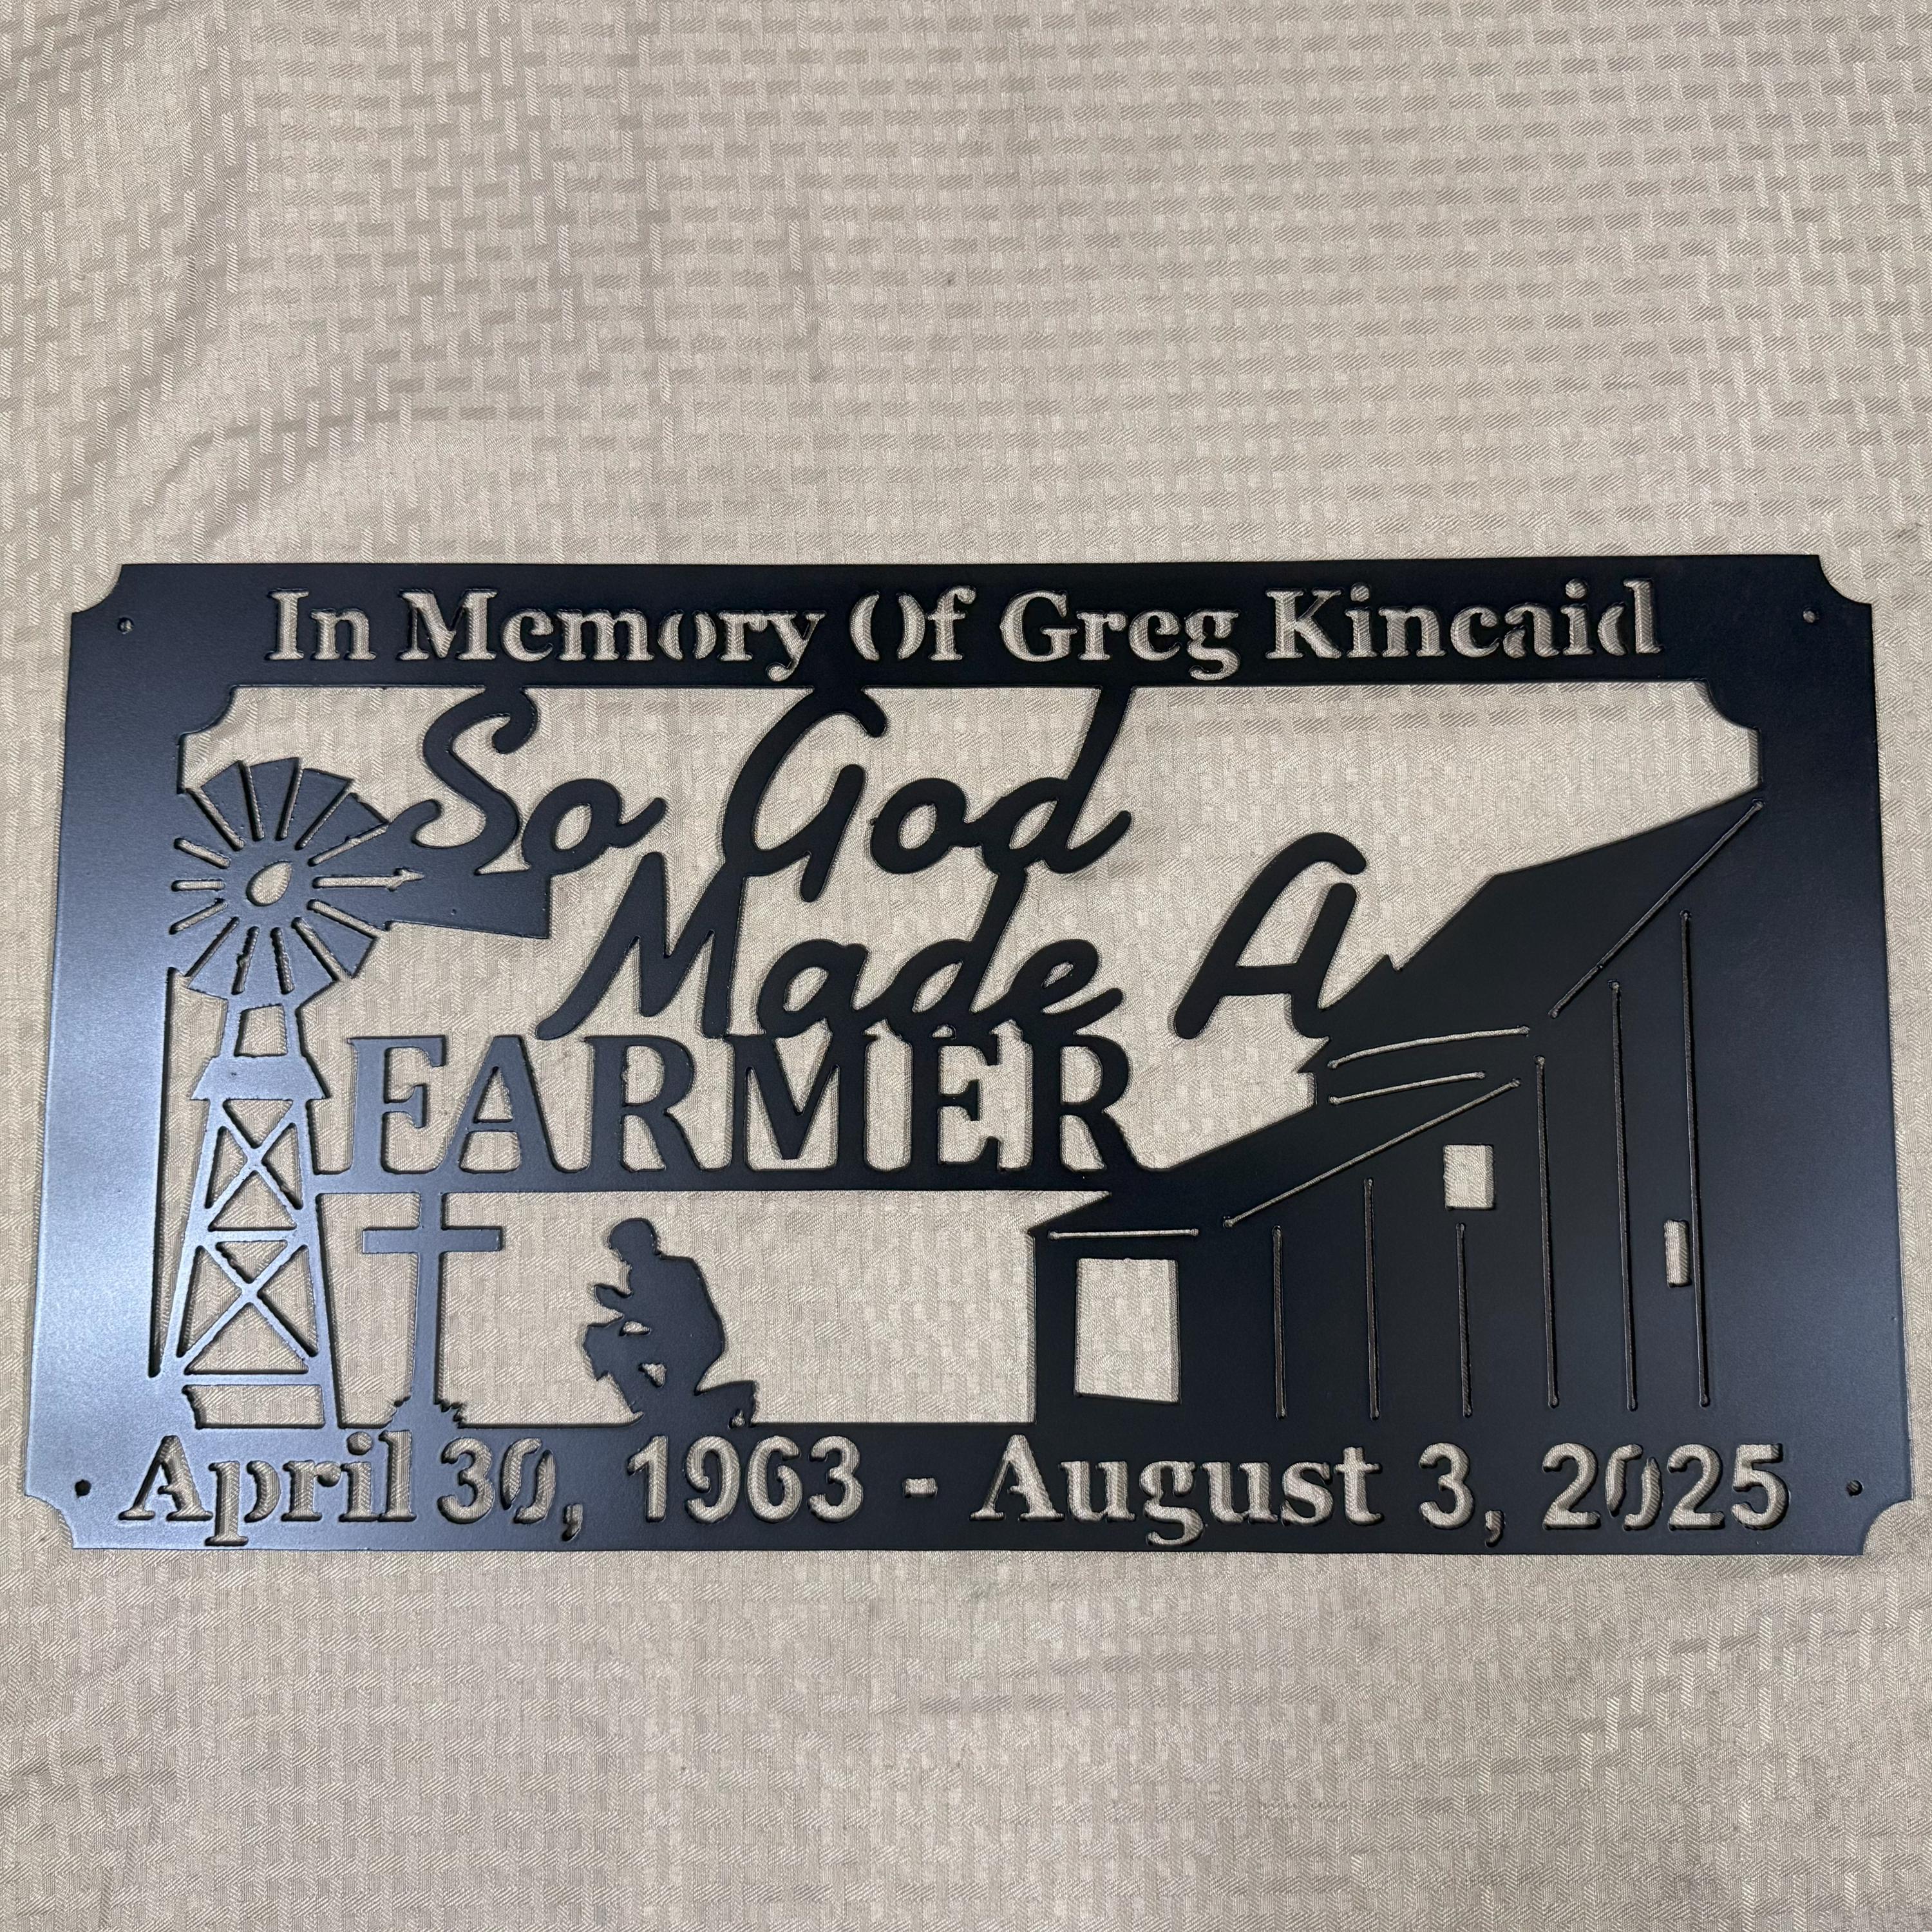 In Memory Of Greg Kincaid
So God
Made A
FARMER
April 30, 1963 - August 3, 2025